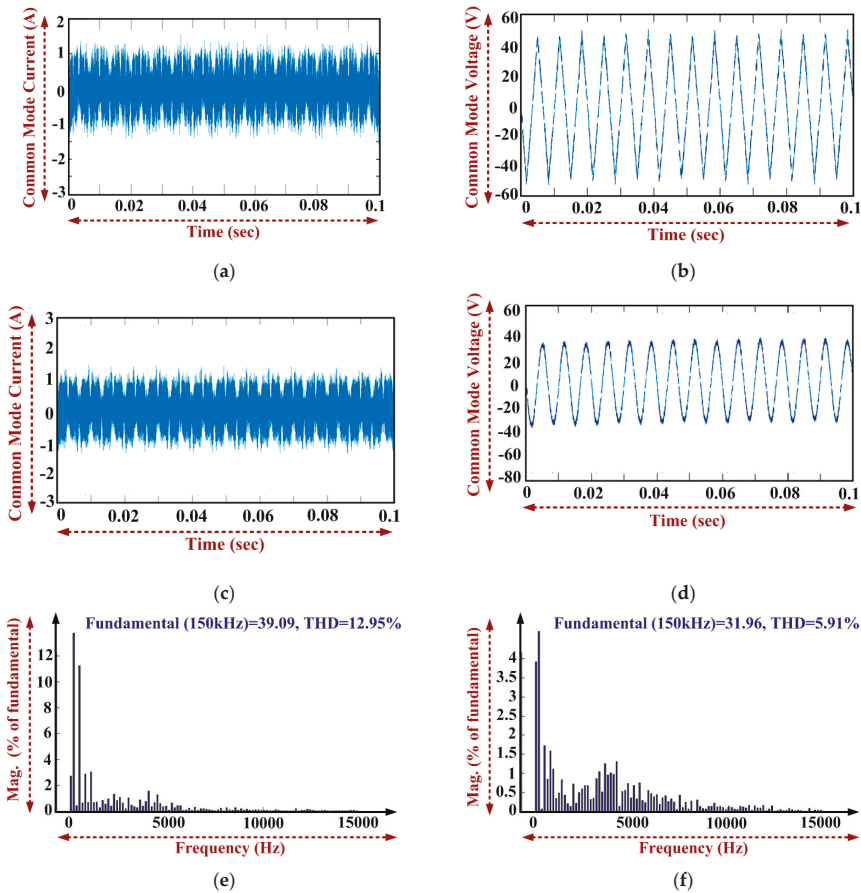 Common Mode Current (A)
2
1
0
-1
-2
-3
0 0.02 0.04 0.06 0.08 0.1
Time (sec)
(a)
Common Mode Voltage (V)
60
40
20
0
-20
-40
-60
0 0.02 0.04 0.06 0.08 0.1
Time (sec)
(b)
Common Mode Current (A)
3
2
1
0
-1
-2
-3
0 0.02 0.04 0.06 0.08 0.1
Time (sec)
(c)
Common Mode Voltage (V)
60
40
20
0
-20
-40
-60
-80
0 0.02 0.04 0.06 0.08 0.1
Time (sec)
(d)
Fundamental (150kHz)=39.09, THD=12.95%
Mag. (% of fundamental)
12
10
8
6
4
2
0
0 5000 10000 15000
Frequency (Hz)
(e)
Fundamental (150kHz)=31.96, THD=5.91%
Mag. (% of fundamental)
4
3.5
3
2.5
2
1.5
1
0.5
0
0 5000 10000 15000
Frequency (Hz)
(f)